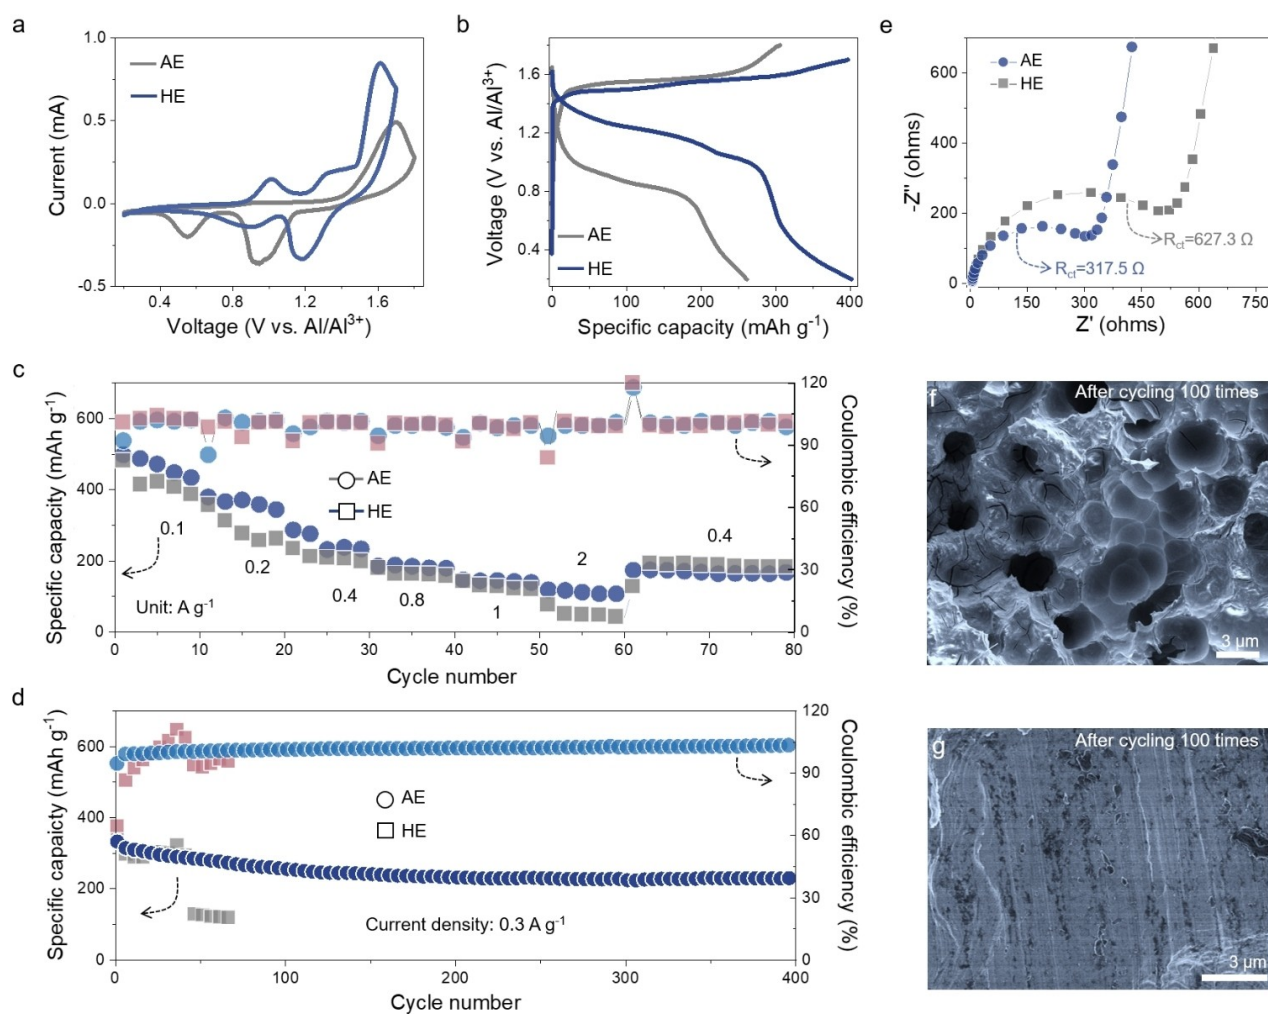 a
1.0
0.5
0.0
-0.5
Current (mA)
AE
HE
0.4
0.8
1.2
1.6
Voltage (V vs. Al/Al³⁺)
b
1.6
1.2
0.8
0.4
Voltage (V vs. Al/Al³⁺)
AE
HE
0
100
200
300
400
Specific capacity (mAh g⁻¹)
e
600
400
200
0
-Z'' (ohms)
AE
HE
Rct=627.3 Ω
Rct=317.5 Ω
0
150
300
450
600
750
Z' (ohms)
c
600
400
200
0
Specific capacity (mAh g⁻¹)
120
90
60
30
0
Coulombic efficiency (%)
AE
HE
0.1
0.2
0.4
0.8
1
2
0.4
Unit: A g⁻¹
0
10
20
30
40
50
60
70
80
Cycle number
f
After cycling 100 times
3 μm
d
600
400
200
0
Specific capaicty (mAh g⁻¹)
120
90
60
30
0
Coulombic efficiency (%)
AE
HE
Current density: 0.3 A g⁻¹
0
100
200
300
400
Cycle number
g
After cycling 100 times
3 μm